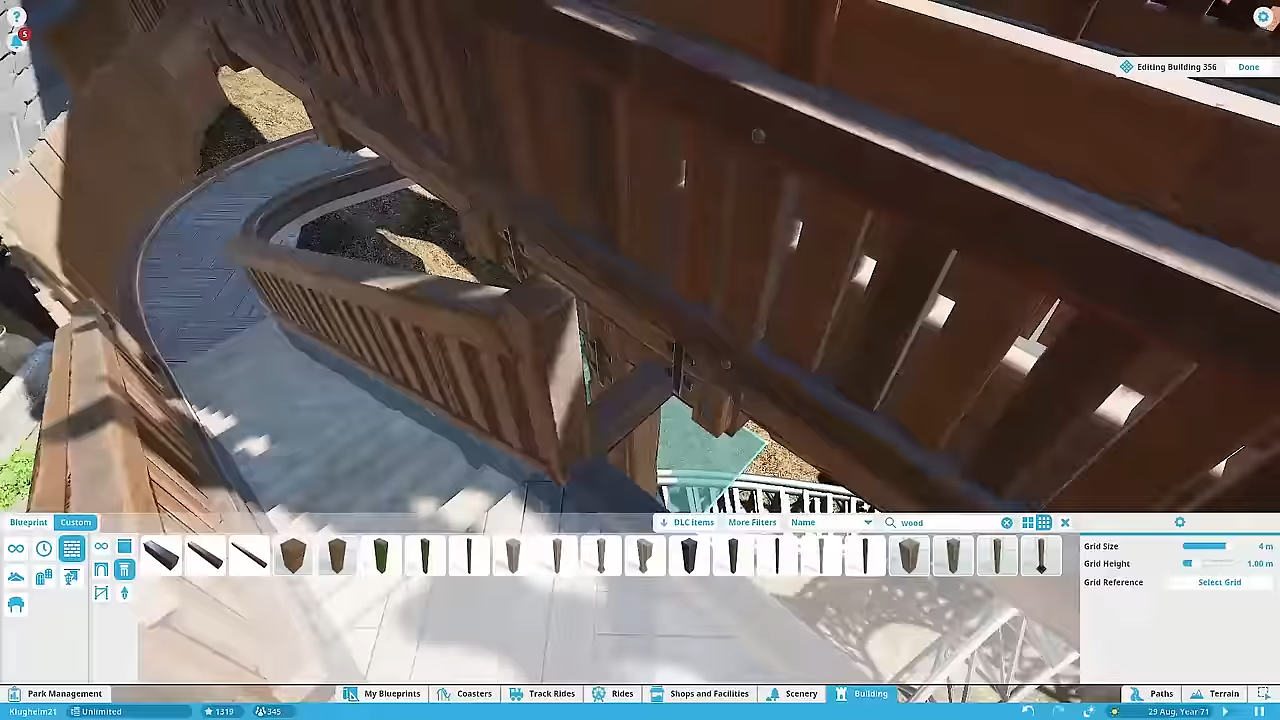 ?
5
Editing Building 356
Done
Blueprint
Custom
DLC Items
More Filters
Name
wood
Grid Size
4 m
Grid Height
1.00 m
Grid Reference
Select Grid
Park Management
My Blueprints
Coasters
Track Rides
Rides
Shops and Facilities
Scenery
Building
Paths
Terrain
Klugheim21
Unlimited
1319
345
29 Aug, Year 71